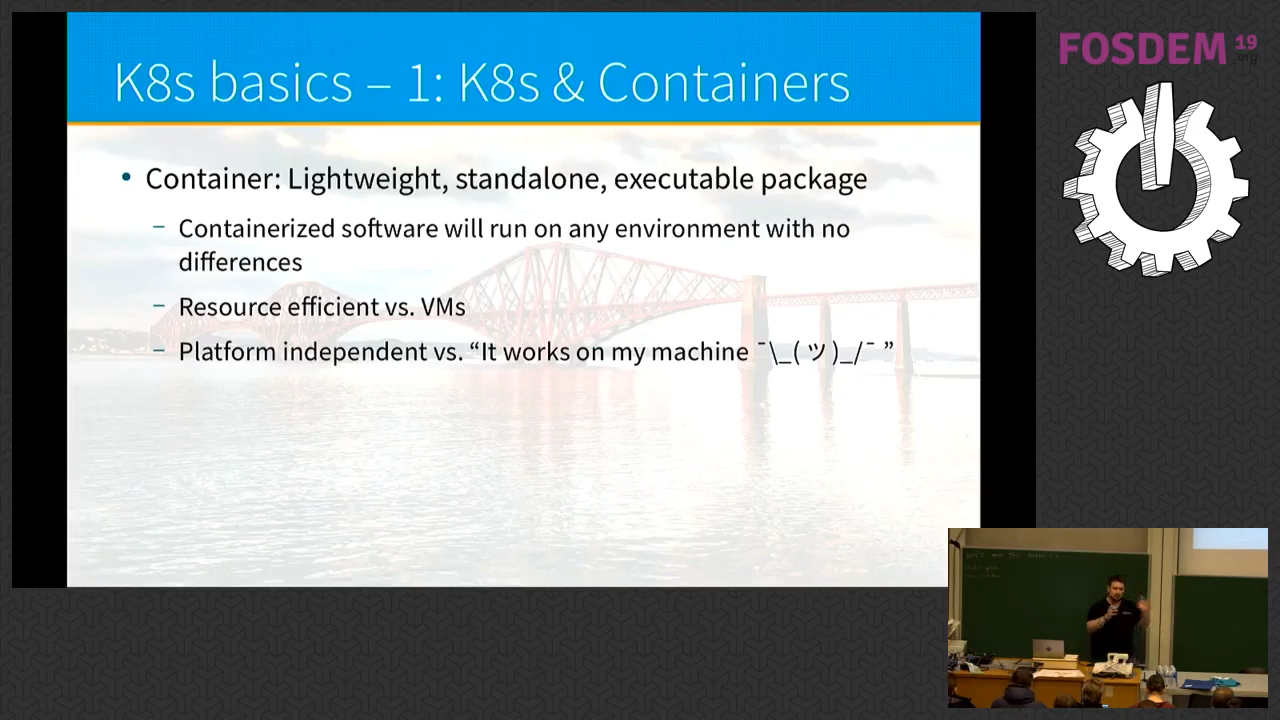 K8s basics – 1: K8s & Containers
• Container: Lightweight, standalone, executable package
– Containerized software will run on any environment with no
differences
– Resource efficient vs. VMs
– Platform independent vs. “It works on my machine ¯\_(ツ)_/¯ ”
FOSDEM 19
.org